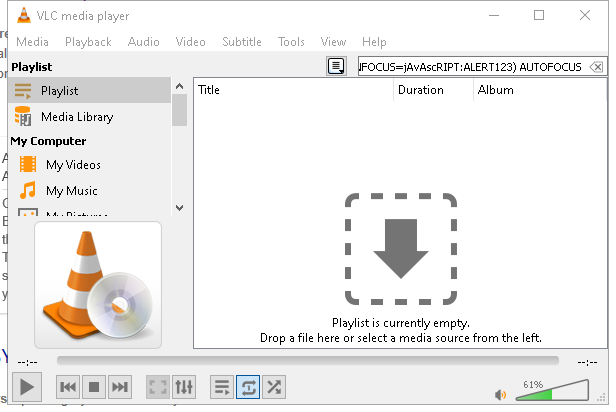 VLC media player
Media Playback Audio Video Subtitle Tools View Help
Playlist
FOCUS=jAvAscRIPT:ALERT123) AUTOFOCUS
Playlist
Title Duration Album
Media Library
My Computer
My Videos
My Music
My Pictures
Playlist is currently empty.
Drop a file here or select a media source from the left.
--:-- --:--
61%